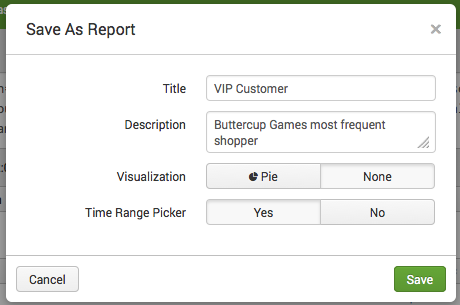 Save As Report ×
Title VIP Customer
Description Buttercup Games most frequent
shopper
Visualization Pie None
Time Range Picker Yes No
Cancel Save